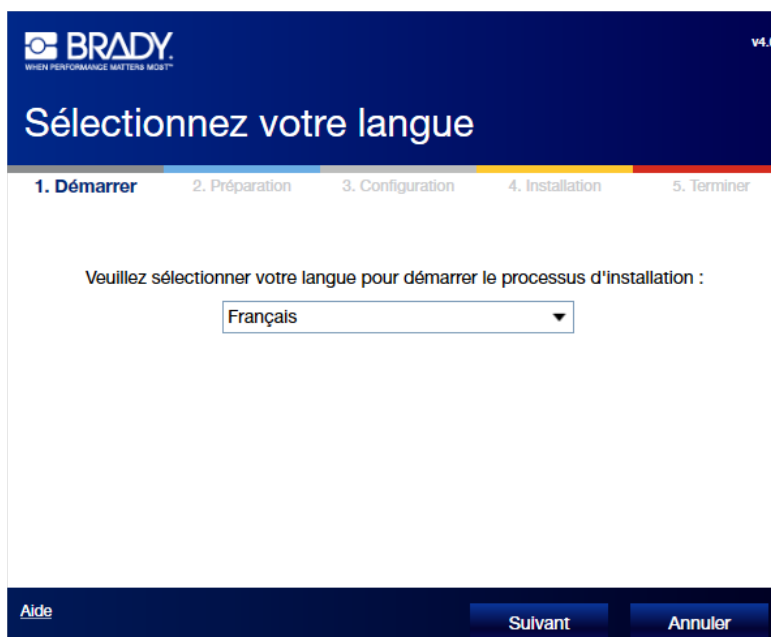 BRADY.
WHEN PERFORMANCE MATTERS MOST™
v4.
Sélectionnez votre langue
1. Démarrer 2. Préparation 3. Configuration 4. Installation 5. Terminer
Veuillez sélectionner votre langue pour démarrer le processus d'installation :
Français
Aide Suivant Annuler